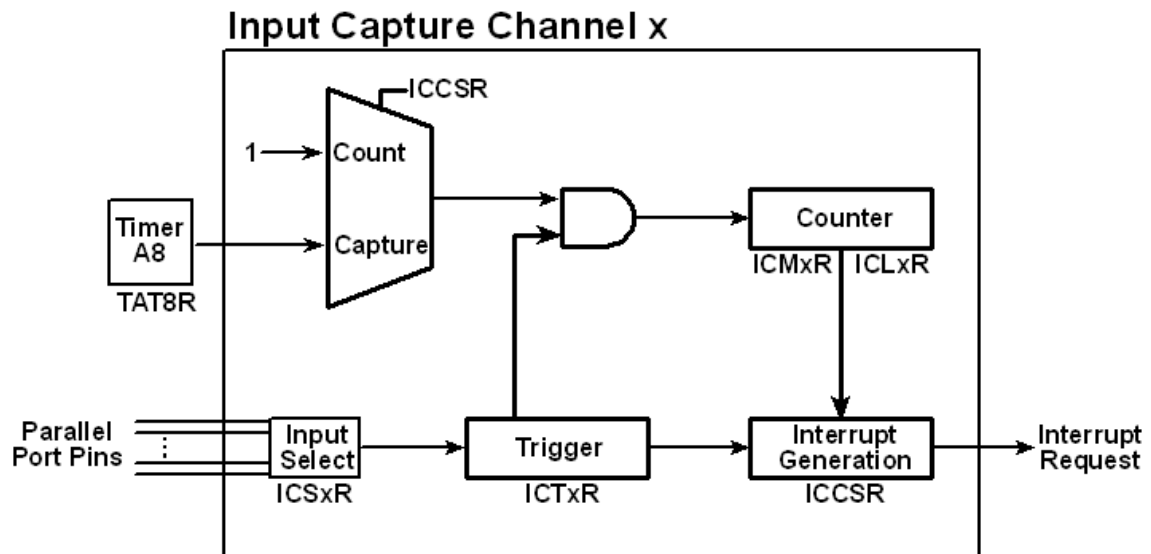 Input Capture Channel x
ICCSR
1
Count
Timer
A8
Capture
TAT8R
Counter
ICMxR ICLxR
Parallel
Port Pins
Input
Select
ICSxR
Trigger
ICTxR
Interrupt
Generation
ICCSR
Interrupt
Request